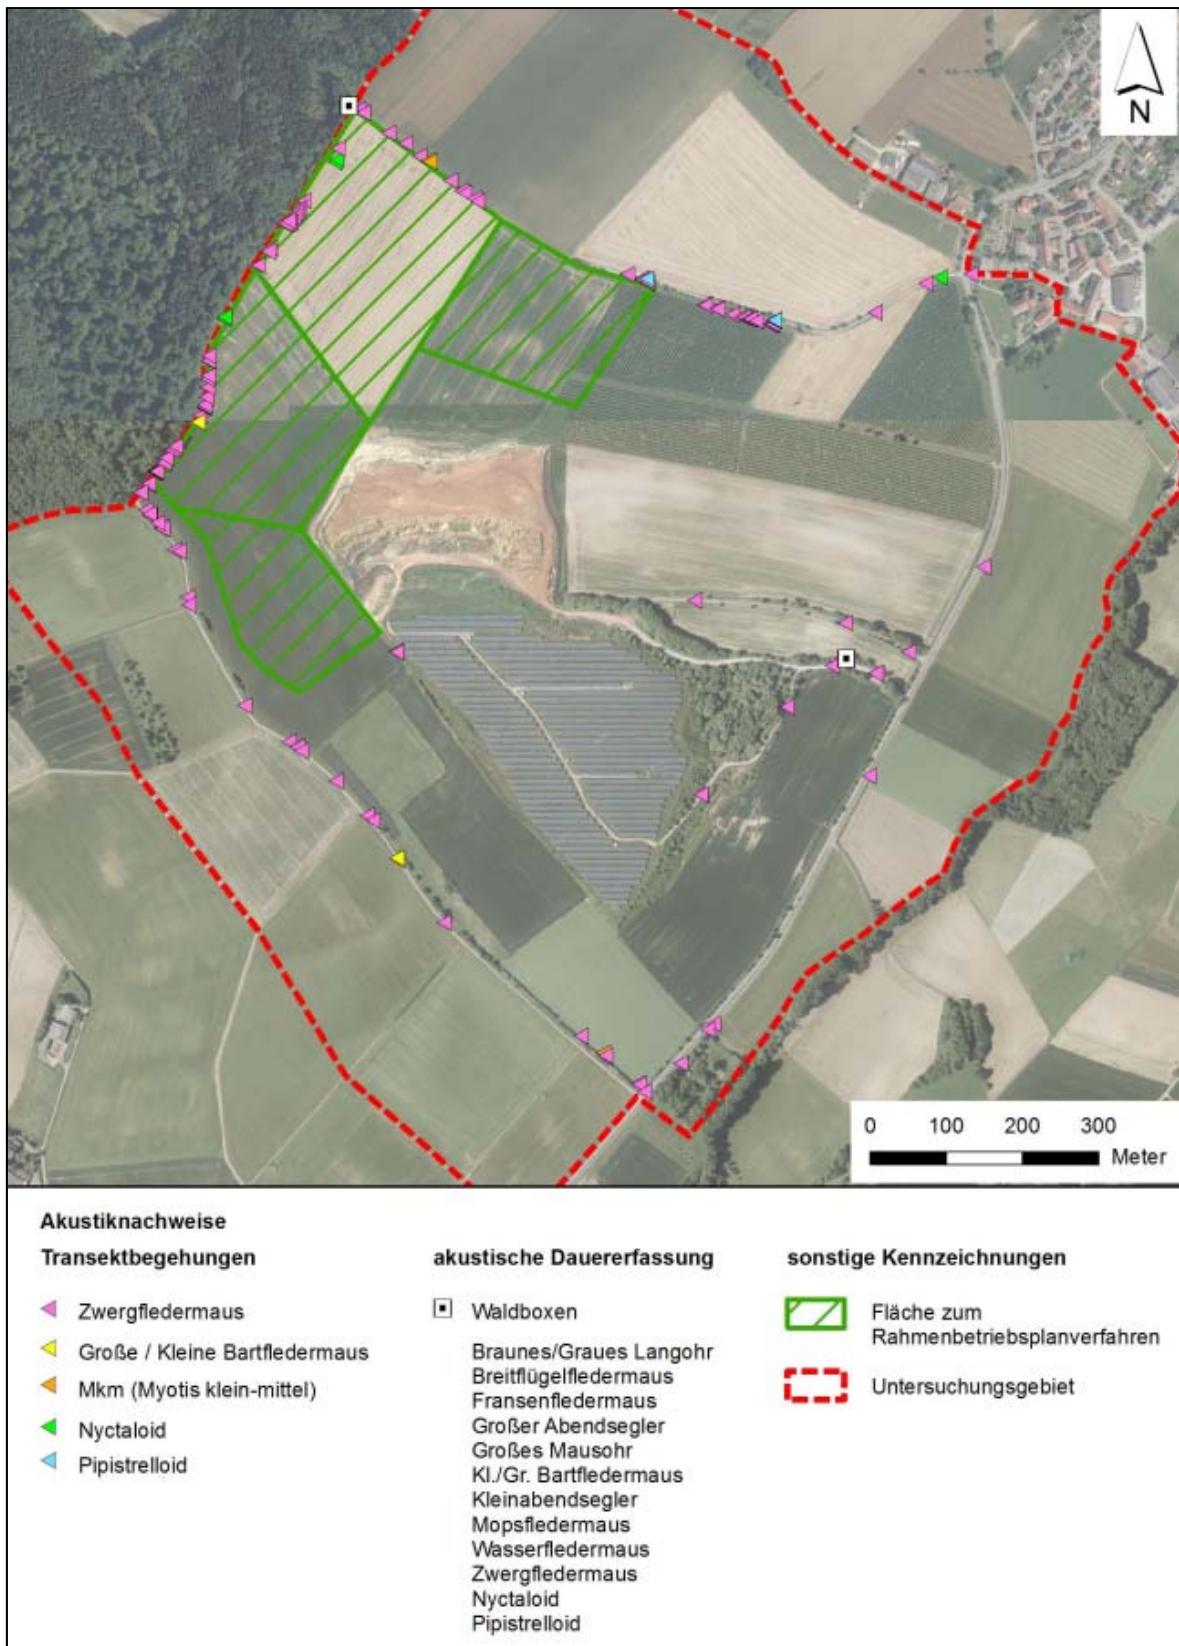 N
0 100 200 300
Meter
Akustiknachweise
Transektbegehungen
Zwergfledermaus
Große / Kleine Bartfledermaus
Mkm (Myotis klein-mittel)
Nyctaloid
Pipistrelloid
akustische Dauererfassung
Waldboxen
Braunes/Graues Langohr
Breitflügelfledermaus
Fransenfledermaus
Großer Abendsegler
Großes Mausohr
Kl./Gr. Bartfledermaus
Kleinabendsegler
Mopsfledermaus
Wasserfledermaus
Zwergfledermaus
Nyctaloid
Pipistrelloid
sonstige Kennzeichnungen
Fläche zum
Rahmenbetriebsplanverfahren
Untersuchungsgebiet